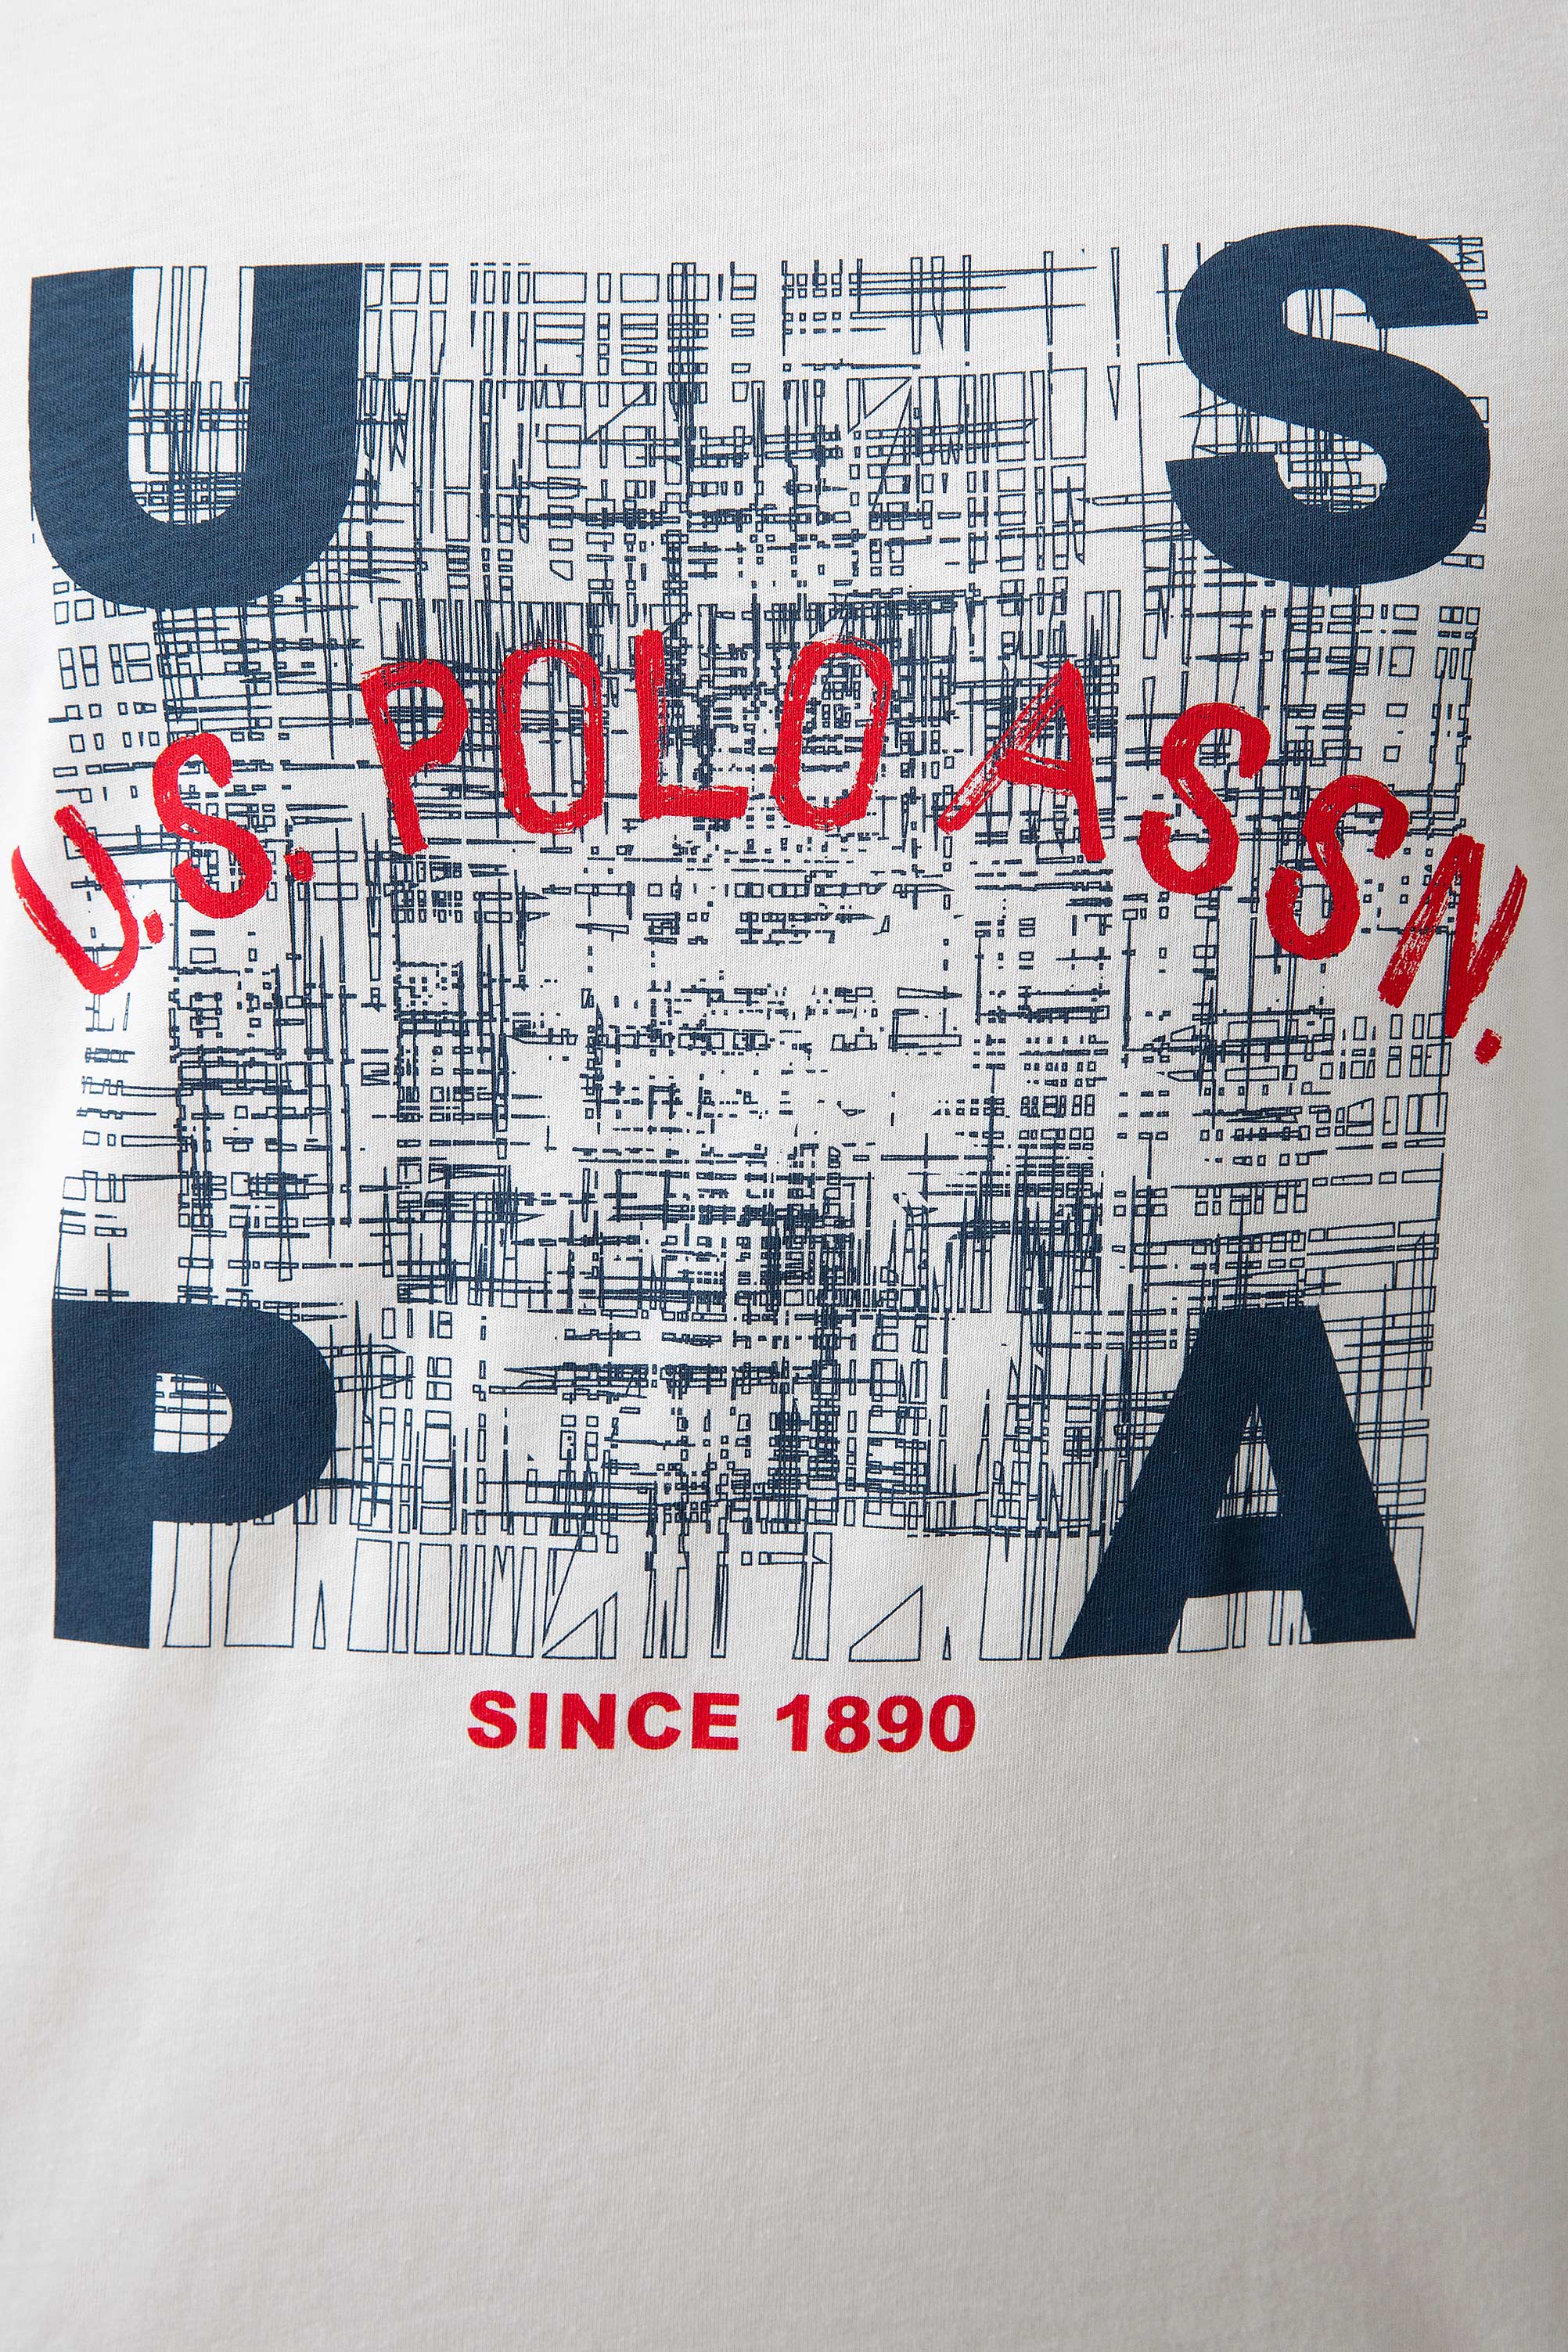 U S
U.S. POLO ASSN.
P A
SINCE 1890